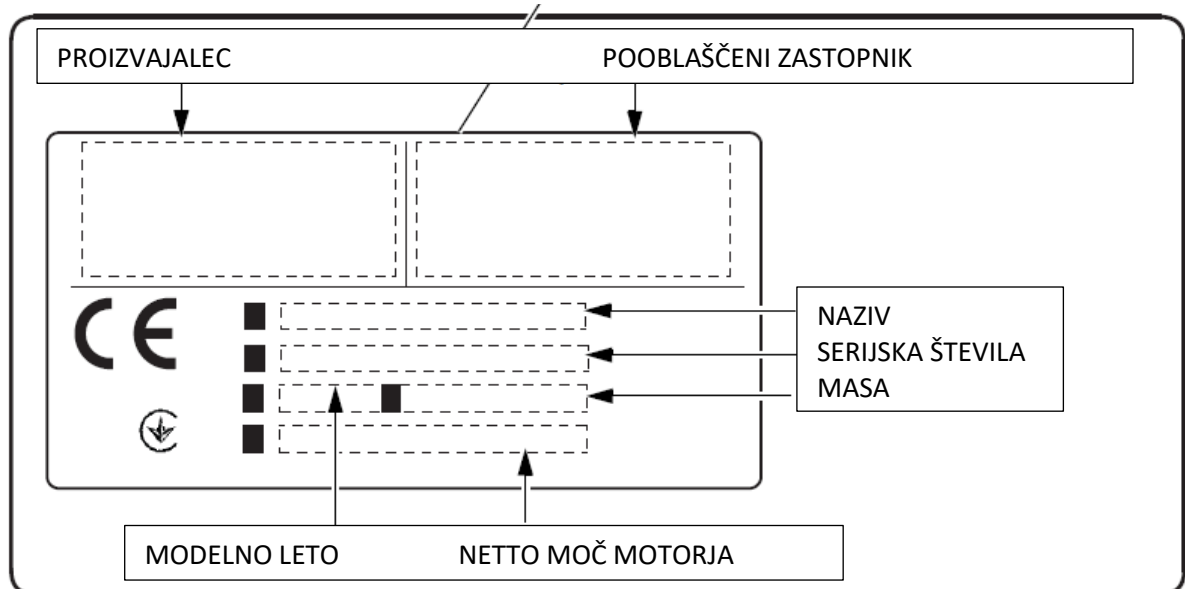 PROIZVAJALEC POOBLAŠČENI ZASTOPNIK
CE
NAZIV
SERIJSKA ŠTEVILA
MASA
MODELNO LETO NETTO MOČ MOTORJA